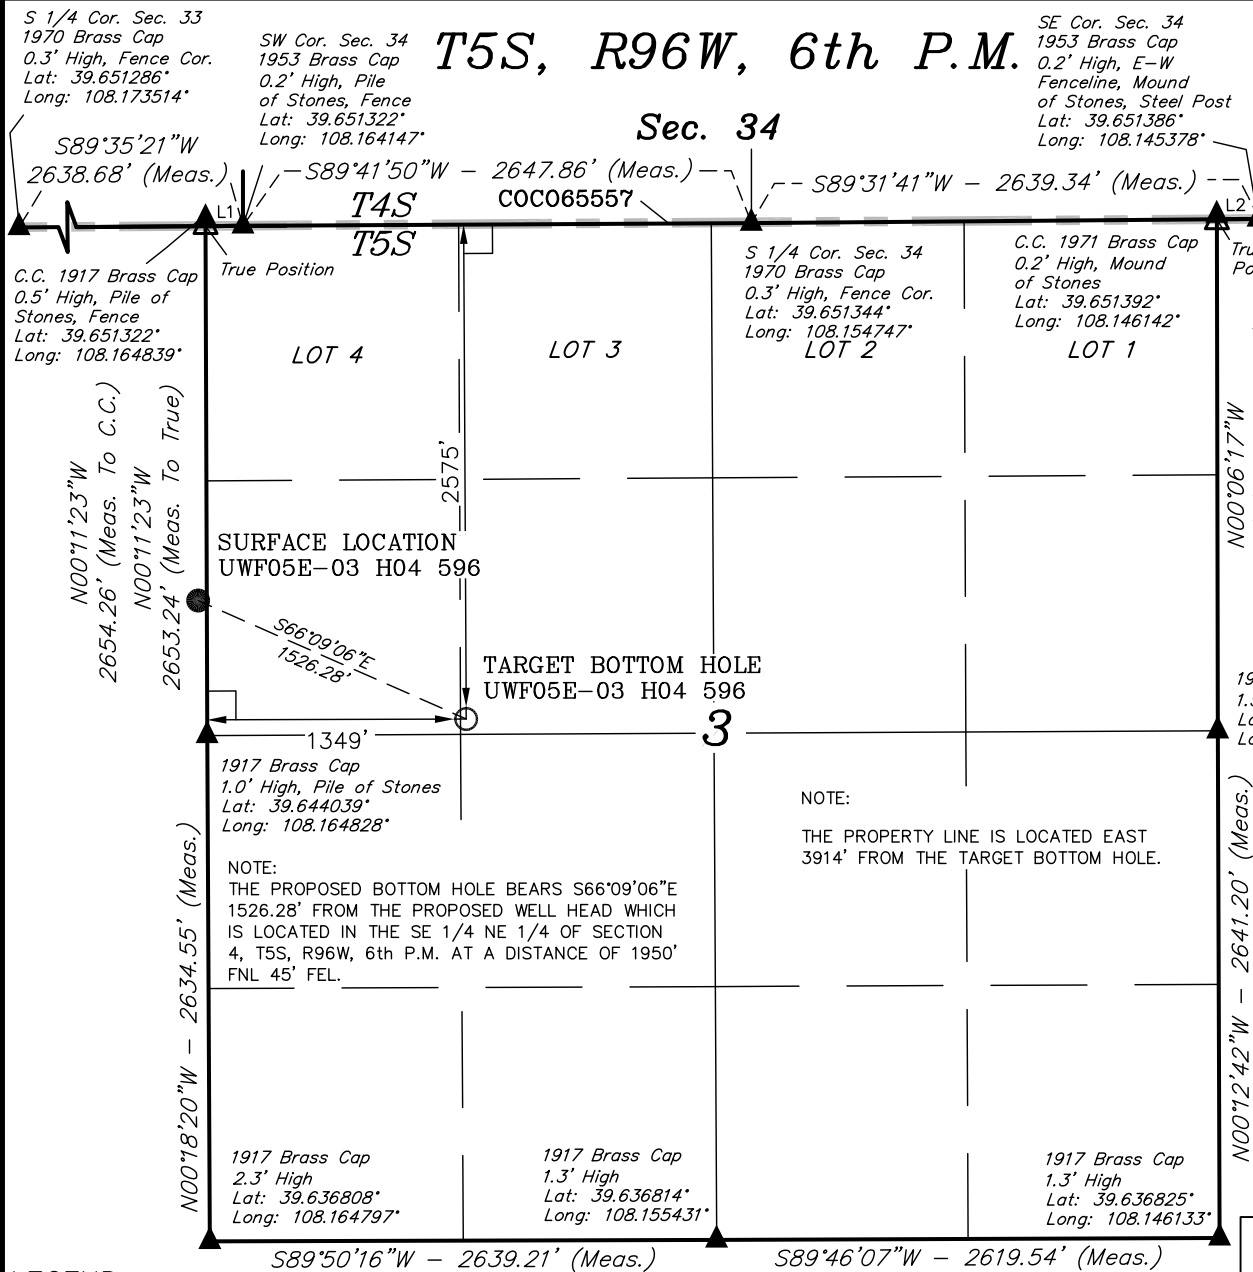 S 1/4 Cor. Sec. 33
1970 Brass Cap
0.3' High, Fence Cor.
Lat: 39.651286°
Long: 108.173514°
SW Cor. Sec. 34
1953 Brass Cap
0.2' High, Pile
of Stones, Fence
Lat: 39.651322°
Long: 108.164147°
T5S, R96W, 6th P.M.
SE Cor. Sec. 34
1953 Brass Cap
0.2' High, E-W
Fenceline, Mound
of Stones, Steel Post
Lat: 39.651386°
Long: 108.145378°
Sec. 34
S89°35'21"W
2638.68' (Meas.)
S89°41'50"W - 2647.86' (Meas.)
S89°31'41"W - 2639.34' (Meas.)
COC065557
T4S
T5S
L1
L2
True Position
C.C. 1917 Brass Cap
0.5' High, Pile of
Stones, Fence
Lat: 39.651322°
Long: 108.164839°
S 1/4 Cor. Sec. 34
1970 Brass Cap
0.3' High, Fence Cor.
Lat: 39.651344°
Long: 108.154747°
C.C. 1971 Brass Cap
0.2' High, Mound
of Stones
Lat: 39.651392°
Long: 108.146142°
Tru
Po
LOT 4
LOT 3
LOT 2
LOT 1
N00°11'23"W
2654.26' (Meas. To C.C.)
N00°11'23"W
2653.24' (Meas. To True)
2575'
N00°06'17"W
SURFACE LOCATION
UWF05E-03 H04 596
S66°09'06"E
1526.28'
TARGET BOTTOM HOLE
UWF05E-03 H04 596
3
1349'
19
1.3
La
Lo
1917 Brass Cap
1.0' High, Pile of Stones
Lat: 39.644039°
Long: 108.164828°
NOTE:
THE PROPERTY LINE IS LOCATED EAST
3914' FROM THE TARGET BOTTOM HOLE.
NOTE:
THE PROPOSED BOTTOM HOLE BEARS S66°09'06"E
1526.28' FROM THE PROPOSED WELL HEAD WHICH
IS LOCATED IN THE SE 1/4 NE 1/4 OF SECTION
4, T5S, R96W, 6th P.M. AT A DISTANCE OF 1950'
FNL 45' FEL.
N00°18'20"W - 2634.55' (Meas.)
N00°12'42"W - 2641.20' (Meas.)
1917 Brass Cap
2.3' High
Lat: 39.636808°
Long: 108.164797°
1917 Brass Cap
1.3' High
Lat: 39.636814°
Long: 108.155431°
1917 Brass Cap
1.3' High
Lat: 39.636825°
Long: 108.146133°
S89°50'16"W - 2639.21' (Meas.)
S89°46'07"W - 2619.54' (Meas.)